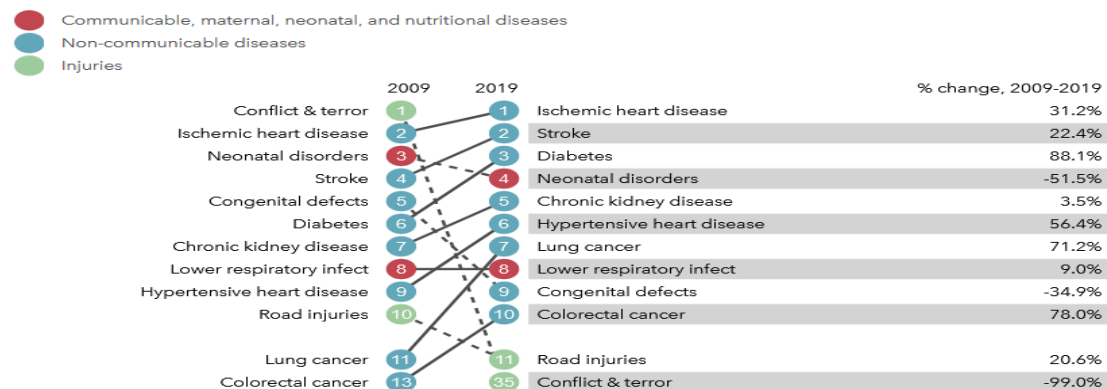 Communicable, maternal, neonatal, and nutritional diseases
Non-communicable diseases
Injuries
2009 2019 % change, 2009-2019
Conflict & terror 1 1 Ischemic heart disease 31.2%
Ischemic heart disease 2 2 Stroke 22.4%
Neonatal disorders 3 3 Diabetes 88.1%
Stroke 4 4 Neonatal disorders -51.5%
Congenital defects 5 5 Chronic kidney disease 3.5%
Diabetes 6 6 Hypertensive heart disease 56.4%
Chronic kidney disease 7 7 Lung cancer 71.2%
Lower respiratory infect 8 8 Lower respiratory infect 9.0%
Hypertensive heart disease 9 9 Congenital defects -34.9%
Road injuries 10 10 Colorectal cancer 78.0%
Lung cancer 11 11 Road injuries 20.6%
Colorectal cancer 13 35 Conflict & terror -99.0%